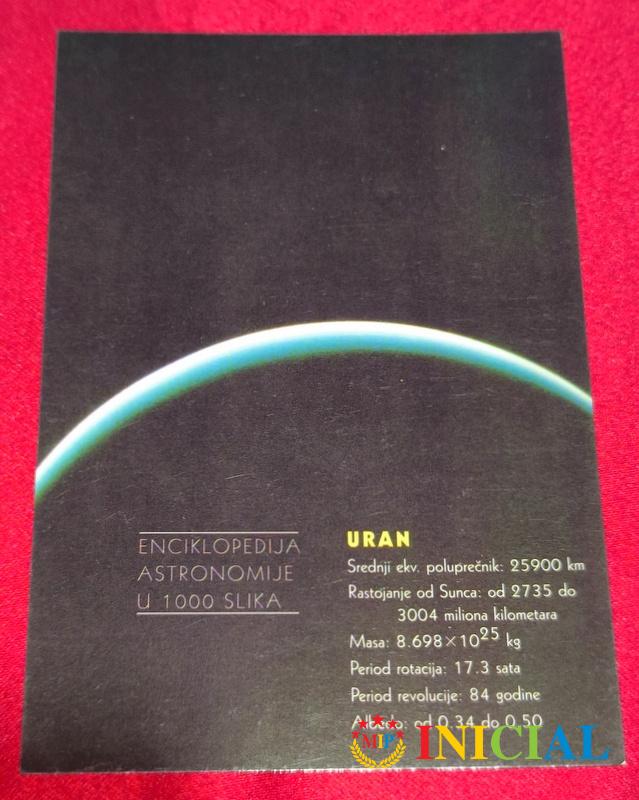 ENCIKLOPEDIJA
ASTRONOMIJE
U 1000 SLIKA
URAN
Srednji ekv. poluprečnik: 25900 km
Rastojanje od Sunca: od 2735 do
3004 miliona kilometara
Masa: 8.698×10²⁵ kg
Period rotacija: 17.3 sata
Period revolucije: 84 godine
Albedo: od 0.34 do 0.50
MIP INICIAL